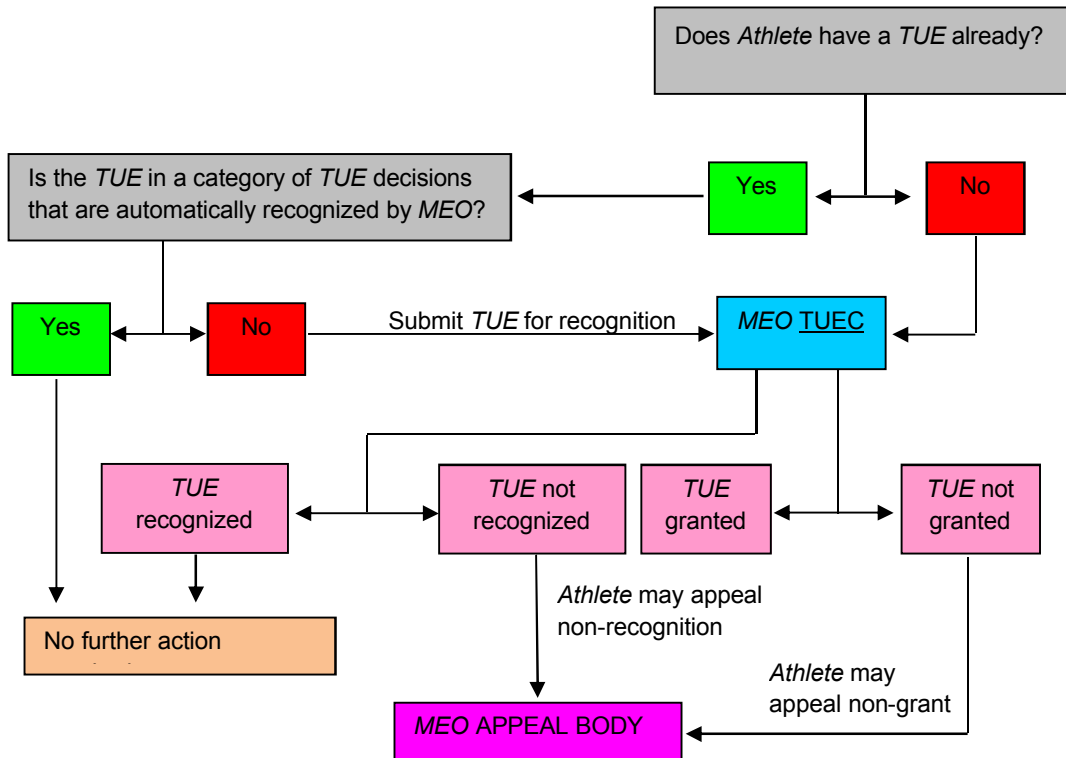 Does Athlete have a TUE already?
Is the TUE in a category of TUE decisions
that are automatically recognized by MEO?
Yes
No
Yes
No
Submit TUE for recognition
MEO TUEC
TUE
recognized
TUE not
recognized
TUE
granted
TUE not
granted
Athlete may appeal
non-recognition
No further action
Athlete may
appeal non-grant
MEO APPEAL BODY